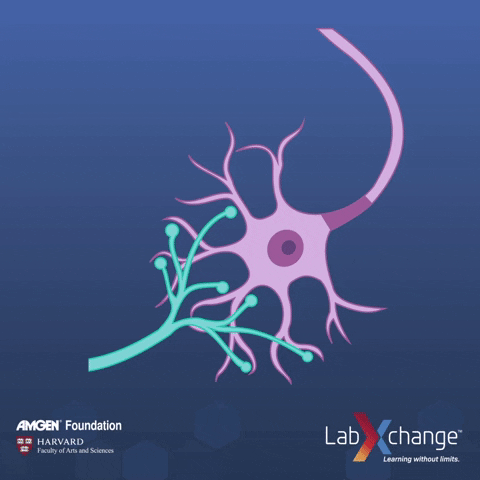 AMGEN® Foundation
HARVARD
Faculty of Arts and Sciences
LabXchange™
Learning without limits.